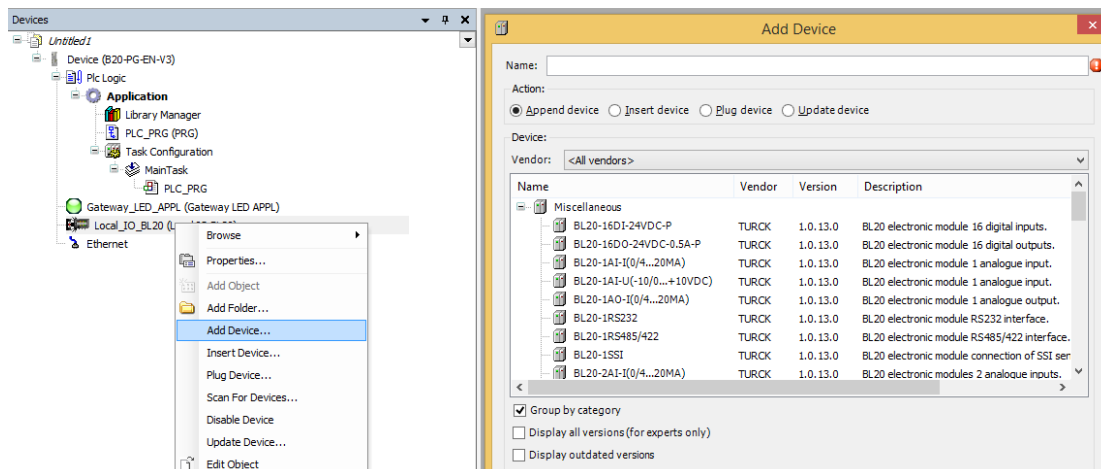 Devices
Untitled1
Device (B20-PG-EN-V3)
Plc Logic
Application
Library Manager
PLC_PRG (PRG)
Task Configuration
MainTask
PLC_PRG
Gateway_LED_APPL (Gateway LED APPL)
Local_IO_BL20
Ethernet
Browse
Properties...
Add Object
Add Folder...
Add Device...
Insert Device...
Plug Device...
Scan For Devices...
Disable Device
Update Device...
Edit Object
Add Device
Name:
Action:
Append device Insert device Plug device Update device
Device:
Vendor: <All vendors>
Name Vendor Version Description
Miscellaneous
BL20-16DI-24VDC-P TURCK 1.0.13.0 BL20 electronic module 16 digital inputs.
BL20-16DO-24VDC-0.5A-P TURCK 1.0.13.0 BL20 electronic module 16 digital outputs.
BL20-1AI-I(0/4...20MA) TURCK 1.0.13.0 BL20 electronic module 1 analogue input.
BL20-1AI-U(-10/0...+10VDC) TURCK 1.0.13.0 BL20 electronic module 1 analogue input.
BL20-1AO-I(0/4...20MA) TURCK 1.0.13.0 BL20 electronic module 1 analogue output.
BL20-1RS232 TURCK 1.0.13.0 BL20 electronic module RS232 interface.
BL20-1RS485/422 TURCK 1.0.13.0 BL20 electronic module RS485/422 interface.
BL20-1SSI TURCK 1.0.13.0 BL20 electronic module connection of SSI ser
BL20-2AI-I(0/4...20MA) TURCK 1.0.13.0 BL20 electronic modules 2 analogue inputs.
Group by category
Display all versions (for experts only)
Display outdated versions